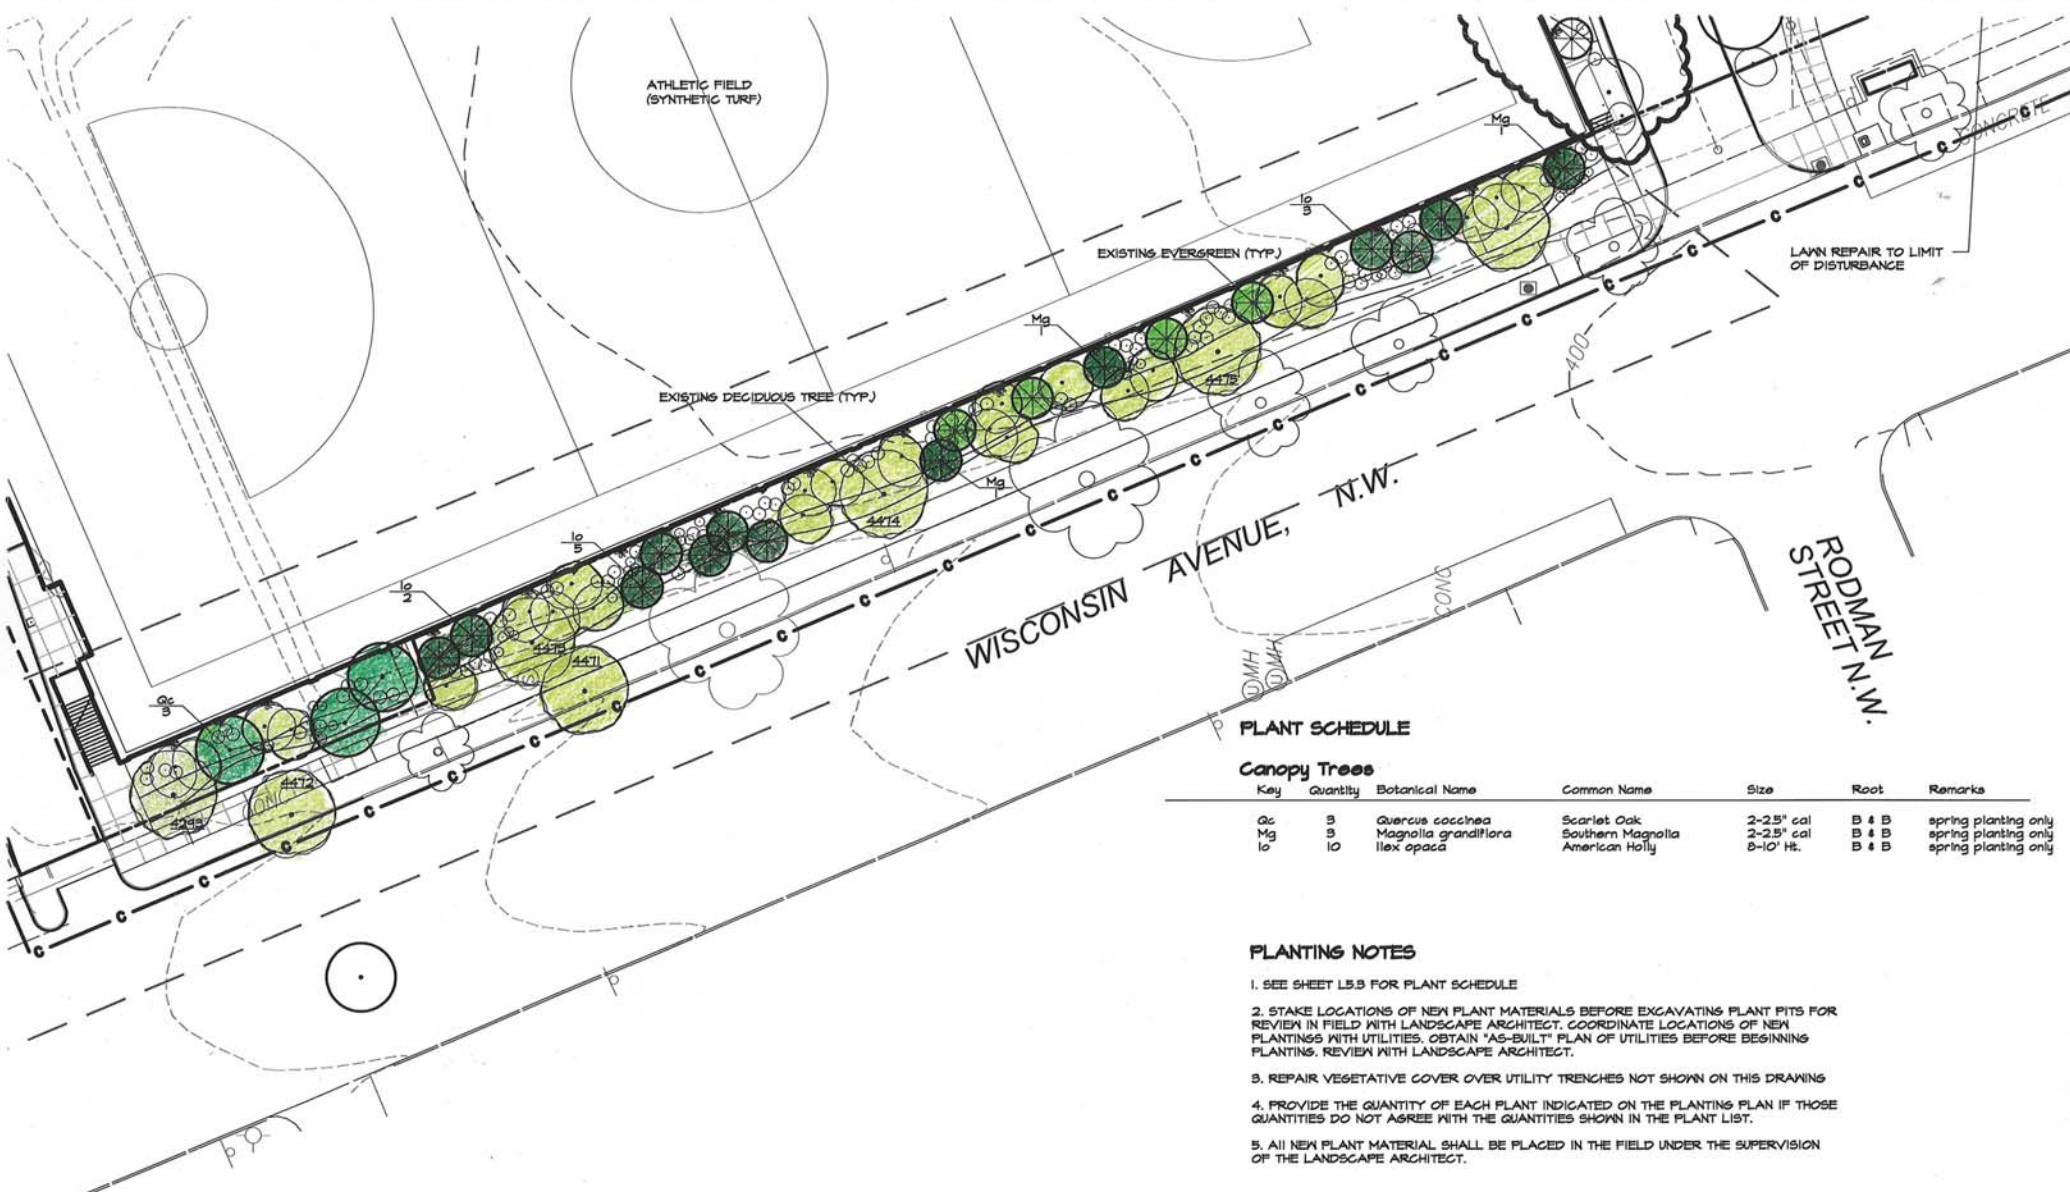 ATHLETIC FIELD
(SYNTHETIC TURF)
Mg
1
CONCRETE
Io
3
EXISTING EVERGREEN (TYP.)
LAWN REPAIR TO LIMIT
OF DISTURBANCE
Mg
1
400
4475
EXISTING DECIDUOUS TREE (TYP.)
Mg
1
4474
WISCONSIN AVENUE, N.W.
RODMAN
STREET N.W.
Io
5
Io
2
CONC
UMH
UMH
4471
Qc
3
4472
4293
C C C C C C C C C C C C C C C C C C C C C C C C C
PLANT SCHEDULE
Canopy Trees
Key Quantity Botanical Name Common Name Size Root Remarks
Qc 3 Quercus coccinea Scarlet Oak 2-2.5" cal B & B spring planting only
Mg 3 Magnolia grandiflora Southern Magnolia 2-2.5" cal B & B spring planting only
Io 10 Ilex opaca American Holly 8-10' Ht. B & B spring planting only
PLANTING NOTES
1. SEE SHEET L5.3 FOR PLANT SCHEDULE
2. STAKE LOCATIONS OF NEW PLANT MATERIALS BEFORE EXCAVATING PLANT PITS FOR
REVIEW IN FIELD WITH LANDSCAPE ARCHITECT. COORDINATE LOCATIONS OF NEW
PLANTINGS WITH UTILITIES. OBTAIN "AS-BUILT" PLAN OF UTILITIES BEFORE BEGINNING
PLANTING. REVIEW WITH LANDSCAPE ARCHITECT.
3. REPAIR VEGETATIVE COVER OVER UTILITY TRENCHES NOT SHOWN ON THIS DRAWING
4. PROVIDE THE QUANTITY OF EACH PLANT INDICATED ON THE PLANTING PLAN IF THOSE
QUANTITIES DO NOT AGREE WITH THE QUANTITIES SHOWN IN THE PLANT LIST.
5. All NEW PLANT MATERIAL SHALL BE PLACED IN THE FIELD UNDER THE SUPERVISION
OF THE LANDSCAPE ARCHITECT.